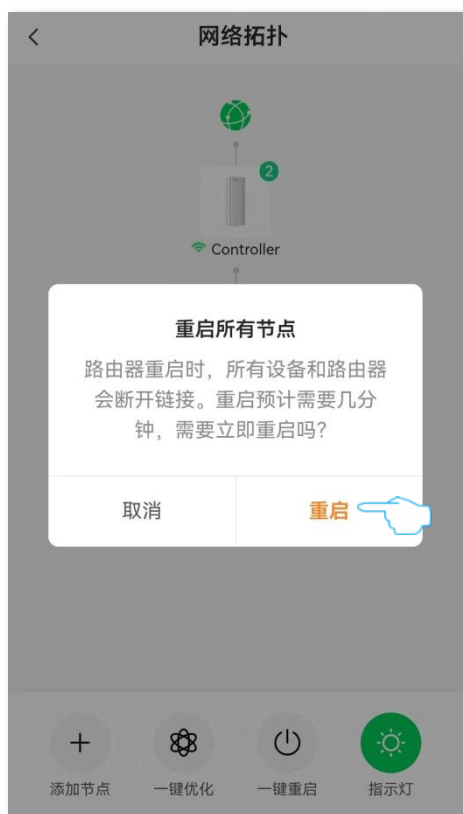 网络拓扑
2
Controller
重启所有节点
路由器重启时，所有设备和路由器
会断开链接。重启预计需要几分
钟，需要立即重启吗？
取消
重启
添加节点
一键优化
一键重启
指示灯